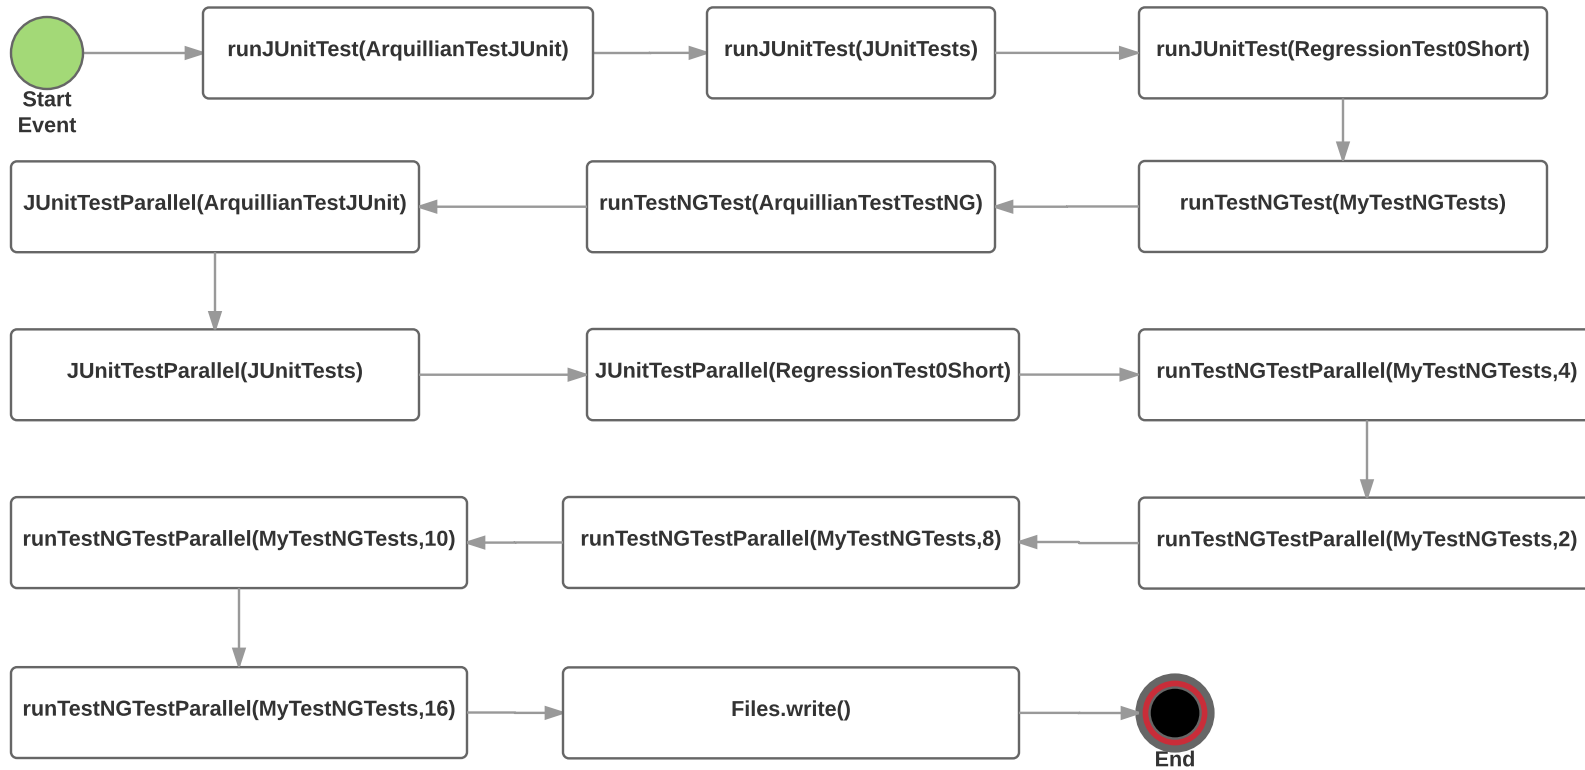 Start
Event
runJUnitTest(ArquillianTestJUnit)
runJUnitTest(JUnitTests)
runJUnitTest(RegressionTest0Short)
JUnitTestParallel(ArquillianTestJUnit)
runTestNGTest(ArquillianTestTestNG)
runTestNGTest(MyTestNGTests)
JUnitTestParallel(JUnitTests)
JUnitTestParallel(RegressionTest0Short)
runTestNGTestParallel(MyTestNGTests,4)
runTestNGTestParallel(MyTestNGTests,10)
runTestNGTestParallel(MyTestNGTests,8)
runTestNGTestParallel(MyTestNGTests,2)
runTestNGTestParallel(MyTestNGTests,16)
Files.write()
End